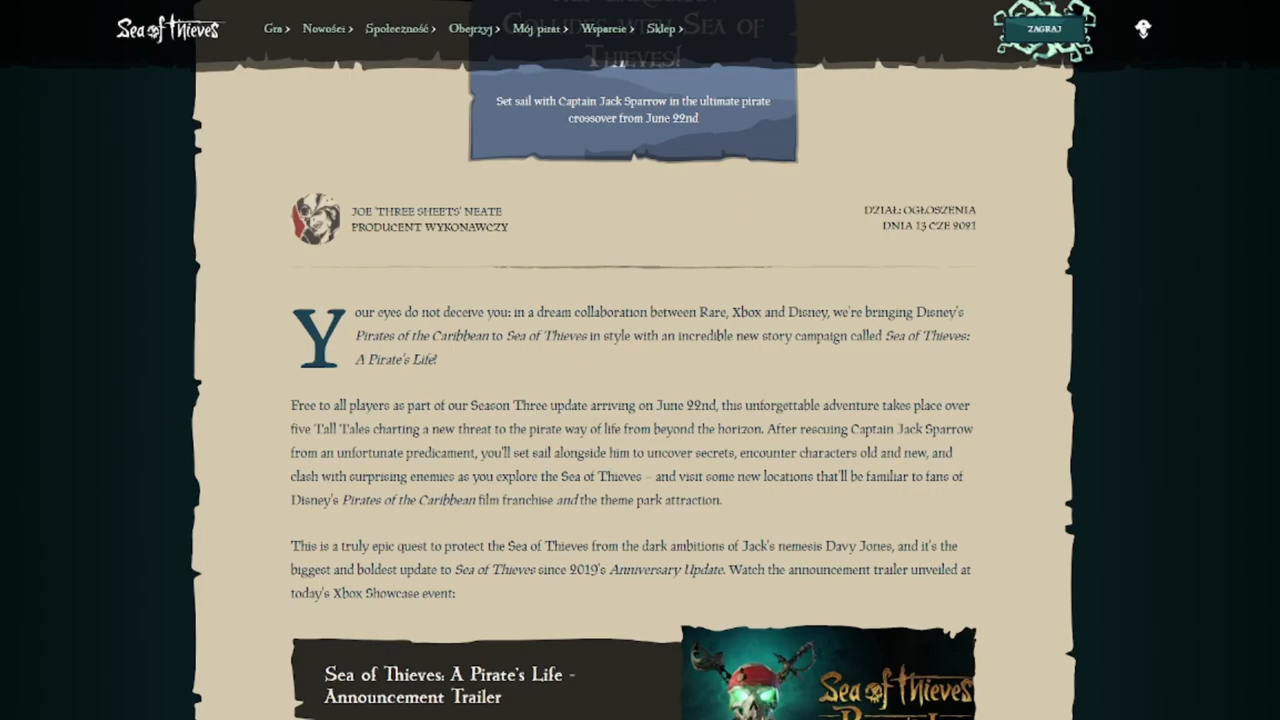 Sea of Thieves
Gra Nowości Społeczność Obejrzyj Mój pirat Wsparcie Sklep
ZAGRAJ
Collides with Sea of
Thieves!
Set sail with Captain Jack Sparrow in the ultimate pirate
crossover from June 22nd
JOE 'THREE SHEETS' NEATE
PRODUCENT WYKONAWCZY
DZIAŁ: OGŁOSZENIA
DNIA 13 CZE 2021
Your eyes do not deceive you: in a dream collaboration between Rare, Xbox and Disney, we're bringing Disney's
Pirates of the Caribbean to Sea of Thieves in style with an incredible new story campaign called Sea of Thieves:
A Pirate's Life!
Free to all players as part of our Season Three update arriving on June 22nd, this unforgettable adventure takes place over
five Tall Tales charting a new threat to the pirate way of life from beyond the horizon. After rescuing Captain Jack Sparrow
from an unfortunate predicament, you'll set sail alongside him to uncover secrets, encounter characters old and new, and
clash with surprising enemies as you explore the Sea of Thieves – and visit some new locations that'll be familiar to fans of
Disney's Pirates of the Caribbean film franchise and the theme park attraction.
This is a truly epic quest to protect the Sea of Thieves from the dark ambitions of Jack's nemesis Davy Jones, and it's the
biggest and boldest update to Sea of Thieves since 2019's Anniversary Update. Watch the announcement trailer unveiled at
today's Xbox Showcase event:
Sea of Thieves: A Pirate's Life -
Announcement Trailer
Sea of Thieves